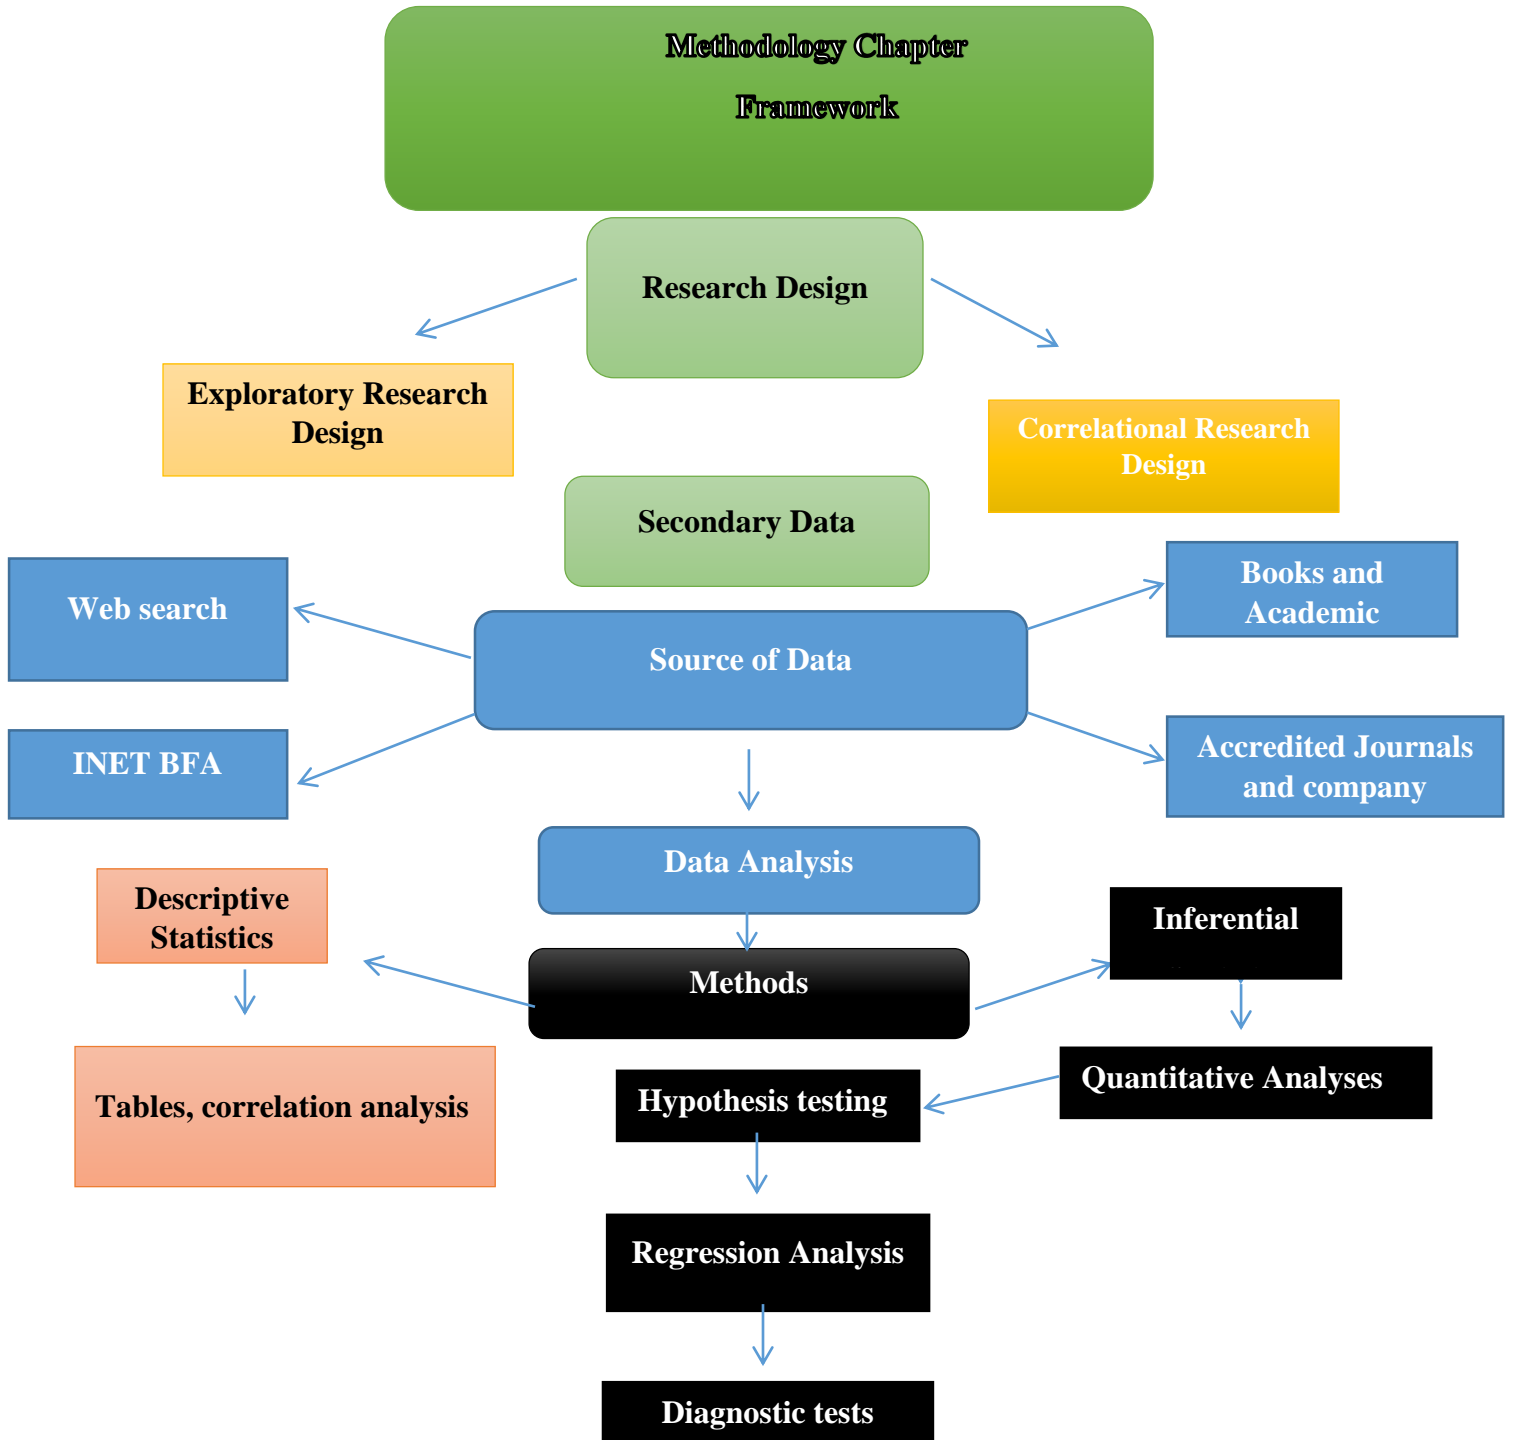 Methodology Chapter
Framework
Research Design
Exploratory Research
Design
Correlational Research
Design
Secondary Data
Web search
Books and
Academic
Source of Data
INET BFA
Accredited Journals
and company
Data Analysis
Descriptive
Statistics
Inferential
Methods
Tables, correlation analysis
Hypothesis testing
Quantitative Analyses
Regression Analysis
Diagnostic tests